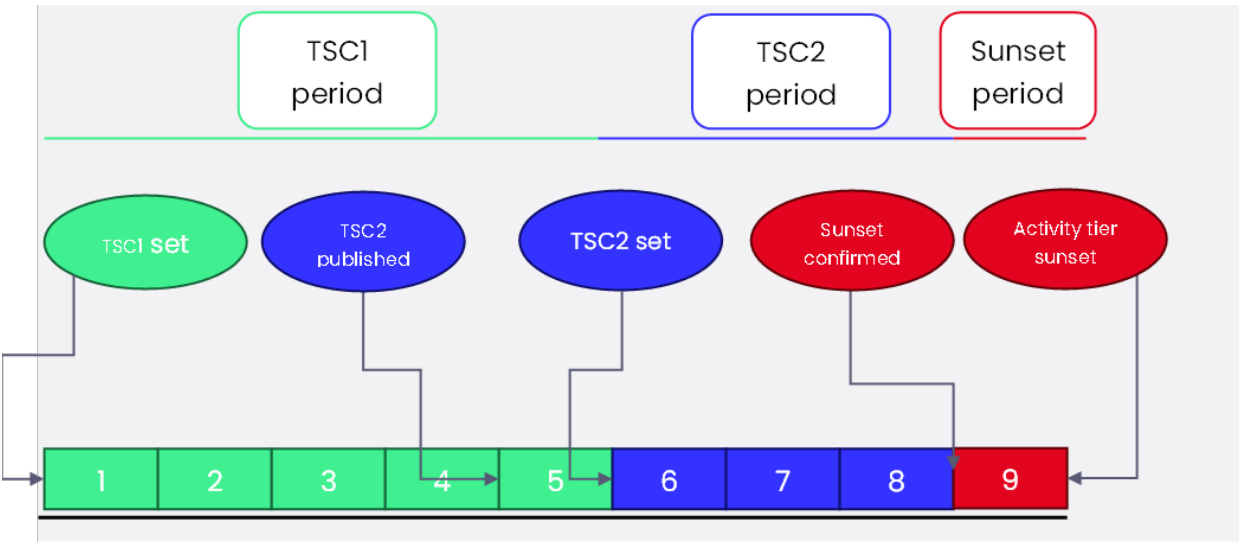 TSC1
period
TSC2
period
Sunset
period
TSC1 set
TSC2
published
TSC2 set
Sunset
confirmed
Activity tier
sunset
1 2 3 4 5 6 7 8 9